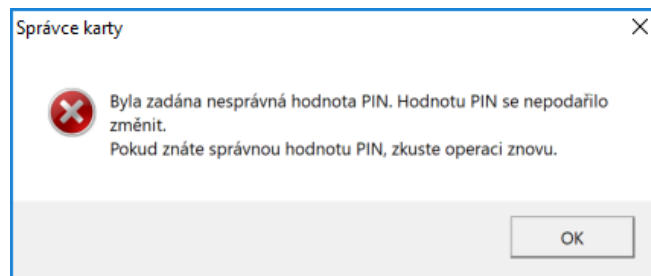 Správce karty
Byla zadána nesprávná hodnota PIN. Hodnotu PIN se nepodařilo
změnit.
Pokud znáte správnou hodnotu PIN, zkuste operaci znovu.
OK